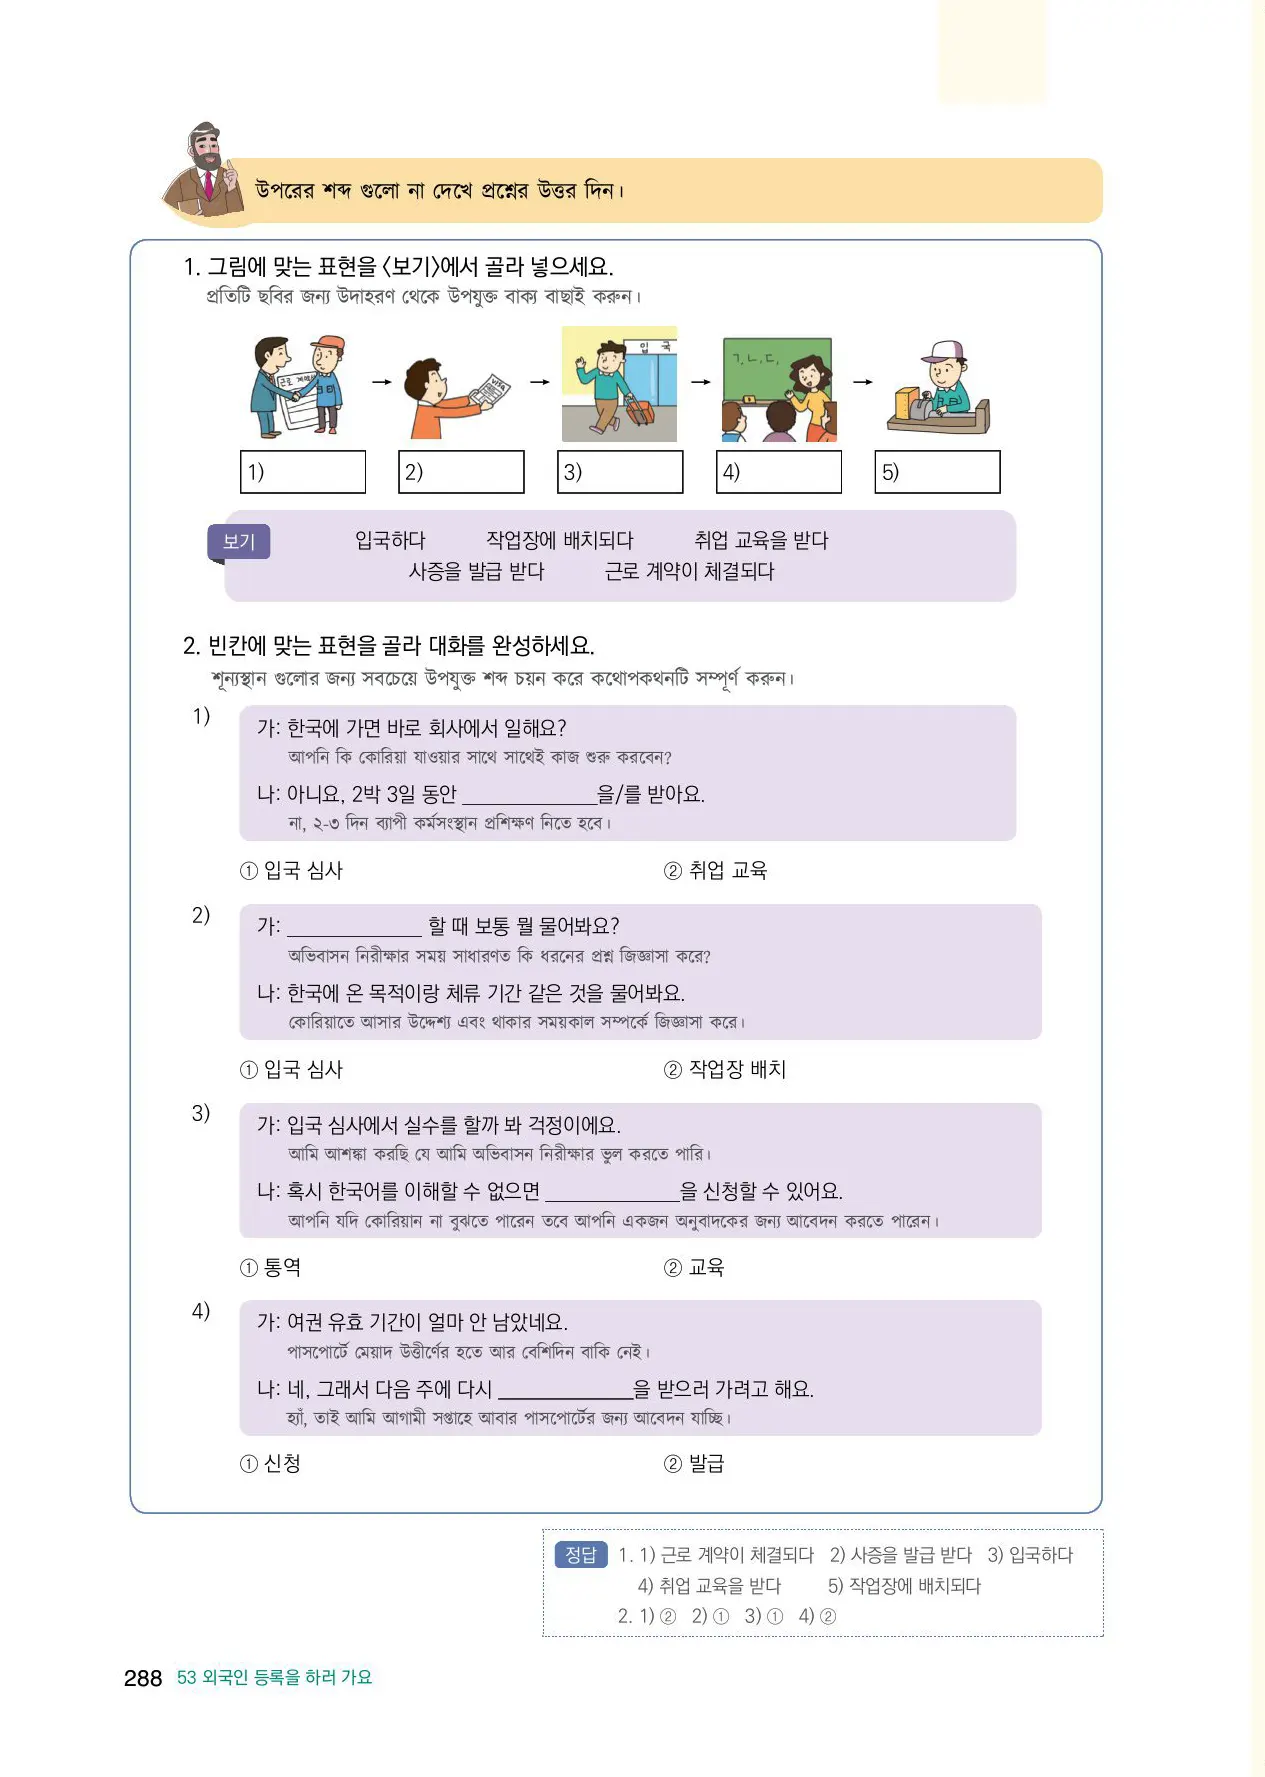 উপরের শব্দ গুলো না দেখে প্রশ্নের উত্তর দিন।
1. 그림에 맞는 표현을 〈보기〉에서 골라 넣으세요.
প্রতিটি ছবির জন্য উদাহরণ থেকে উপযুক্ত বাক্য বাছাই করুন।
근로 계약서
VISA
입 국
ㄱ, ㄴ, ㄷ,
1) 2) 3) 4) 5)
보기 입국하다 작업장에 배치되다 취업 교육을 받다
사증을 발급 받다 근로 계약이 체결되다
2. 빈칸에 맞는 표현을 골라 대화를 완성하세요.
শূন্যস্থান গুলোর জন্য সবচেয়ে উপযুক্ত শব্দ চয়ন করে কথোপকথনটি সম্পূর্ণ করুন।
1) 가: 한국에 가면 바로 회사에서 일해요?
আপনি কি কোরিয়া যাওয়ার সাথে সাথেই কাজ শুরু করবেন?
나: 아니요, 2박 3일 동안 ____________을/를 받아요.
না, ২-৩ দিন ব্যাপী কর্মসংস্থান প্রশিক্ষণ নিতে হবে।
① 입국 심사 ② 취업 교육
2) 가: ____________ 할 때 보통 뭘 물어봐요?
অভিবাসন নিরীক্ষার সময় সাধারণত কি ধরনের প্রশ্ন জিজ্ঞাসা করে?
나: 한국에 온 목적이랑 체류 기간 같은 것을 물어봐요.
কোরিয়াতে আসার উদ্দেশ্য এবং থাকার সময়কাল সম্পর্কে জিজ্ঞাসা করে।
① 입국 심사 ② 작업장 배치
3) 가: 입국 심사에서 실수를 할까 봐 걱정이에요.
আমি আশঙ্কা করছি যে আমি অভিবাসন নিরীক্ষার ভুল করতে পারি।
나: 혹시 한국어를 이해할 수 없으면 ____________을 신청할 수 있어요.
আপনি যদি কোরিয়ান না বুঝতে পারেন তবে আপনি একজন অনুবাদকের জন্য আবেদন করতে পারেন।
① 통역 ② 교육
4) 가: 여권 유효 기간이 얼마 안 남았네요.
পাসপোর্টে মেয়াদ উত্তীর্ণের হতে আর বেশিদিন বাকি নেই।
나: 네, 그래서 다음 주에 다시 ____________을 받으러 가려고 해요.
হ্যাঁ, তাই আমি আগামী সপ্তাহে আবার পাসপোর্টের জন্য আবেদন যাচ্ছি।
① 신청 ② 발급
정답 1. 1) 근로 계약이 체결되다 2) 사증을 발급 받다 3) 입국하다
4) 취업 교육을 받다 5) 작업장에 배치되다
2. 1) ② 2) ① 3) ① 4) ②
288 53 외국인 등록을 하러 가요